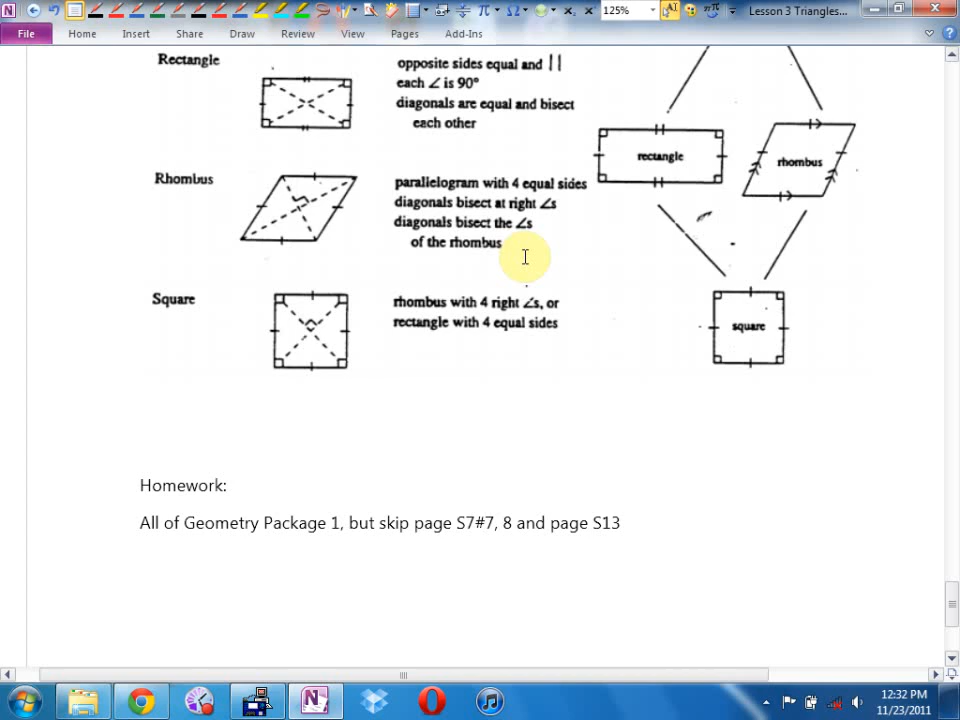 125%
Lesson 3 Triangles...
File Home Insert Share Draw Review View Pages Add-Ins
Rectangle
opposite sides equal and ||
each ∠ is 90°
diagonals are equal and bisect
each other
rectangle
rhombus
Rhombus
parallelogram with 4 equal sides
diagonals bisect at right ∠s
diagonals bisect the ∠s
of the rhombus
Square
rhombus with 4 right ∠s, or
rectangle with 4 equal sides
square
Homework:
All of Geometry Package 1, but skip page S7#7, 8 and page S13
12:32 PM
11/23/2011